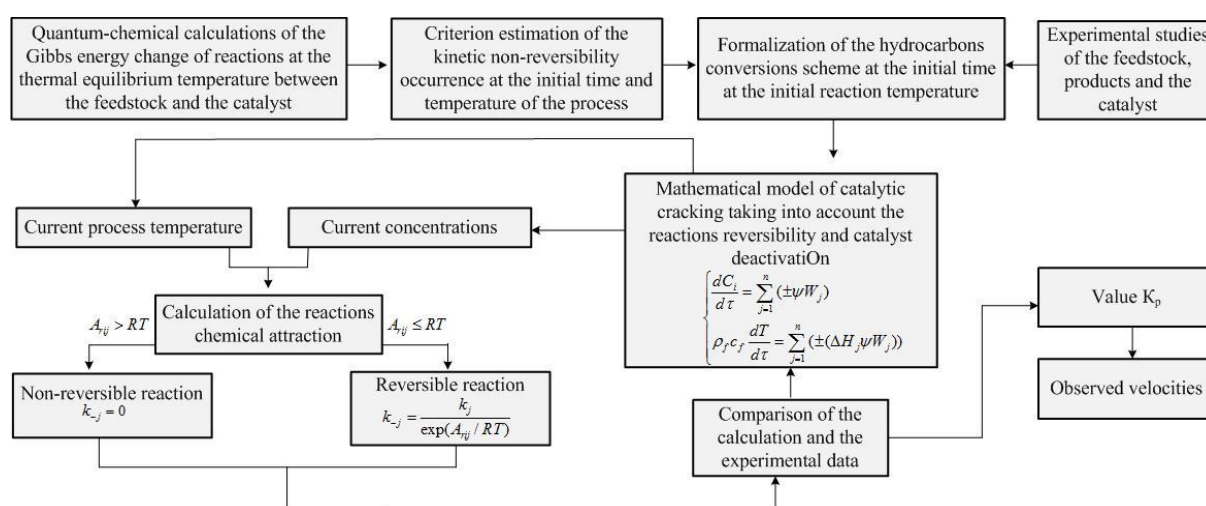 Quantum-chemical calculations of the
Gibbs energy change of reactions at the
thermal equilibrium temperature between
the feedstock and the catalyst
Criterion estimation of the
kinetic non-reversibility
occurrence at the initial time and
temperature of the process
Formalization of the hydrocarbons
conversions scheme at the initial time
at the initial reaction temperature
Experimental studies
of the feedstock,
products and the
catalyst
Mathematical model of catalytic
cracking taking into account the
reactions reversibility and catalyst
deactivatiOn
{ dC_i/dτ = ∑_{j=1}^{n} (±ψW_j)
ρ_f c_f dT/dτ = ∑_{j=1}^{n} (±(ΔH_jψW_j))
Current process temperature
Current concentrations
Calculation of the reactions
chemical attraction
A_rij > RT
A_rij ≤ RT
Non-reversible reaction
k_{-j} = 0
Reversible reaction
k_{-j} = k_j / exp(A_rij / RT)
Comparison of the
calculation and the
experimental data
Value K_p
Observed velocities